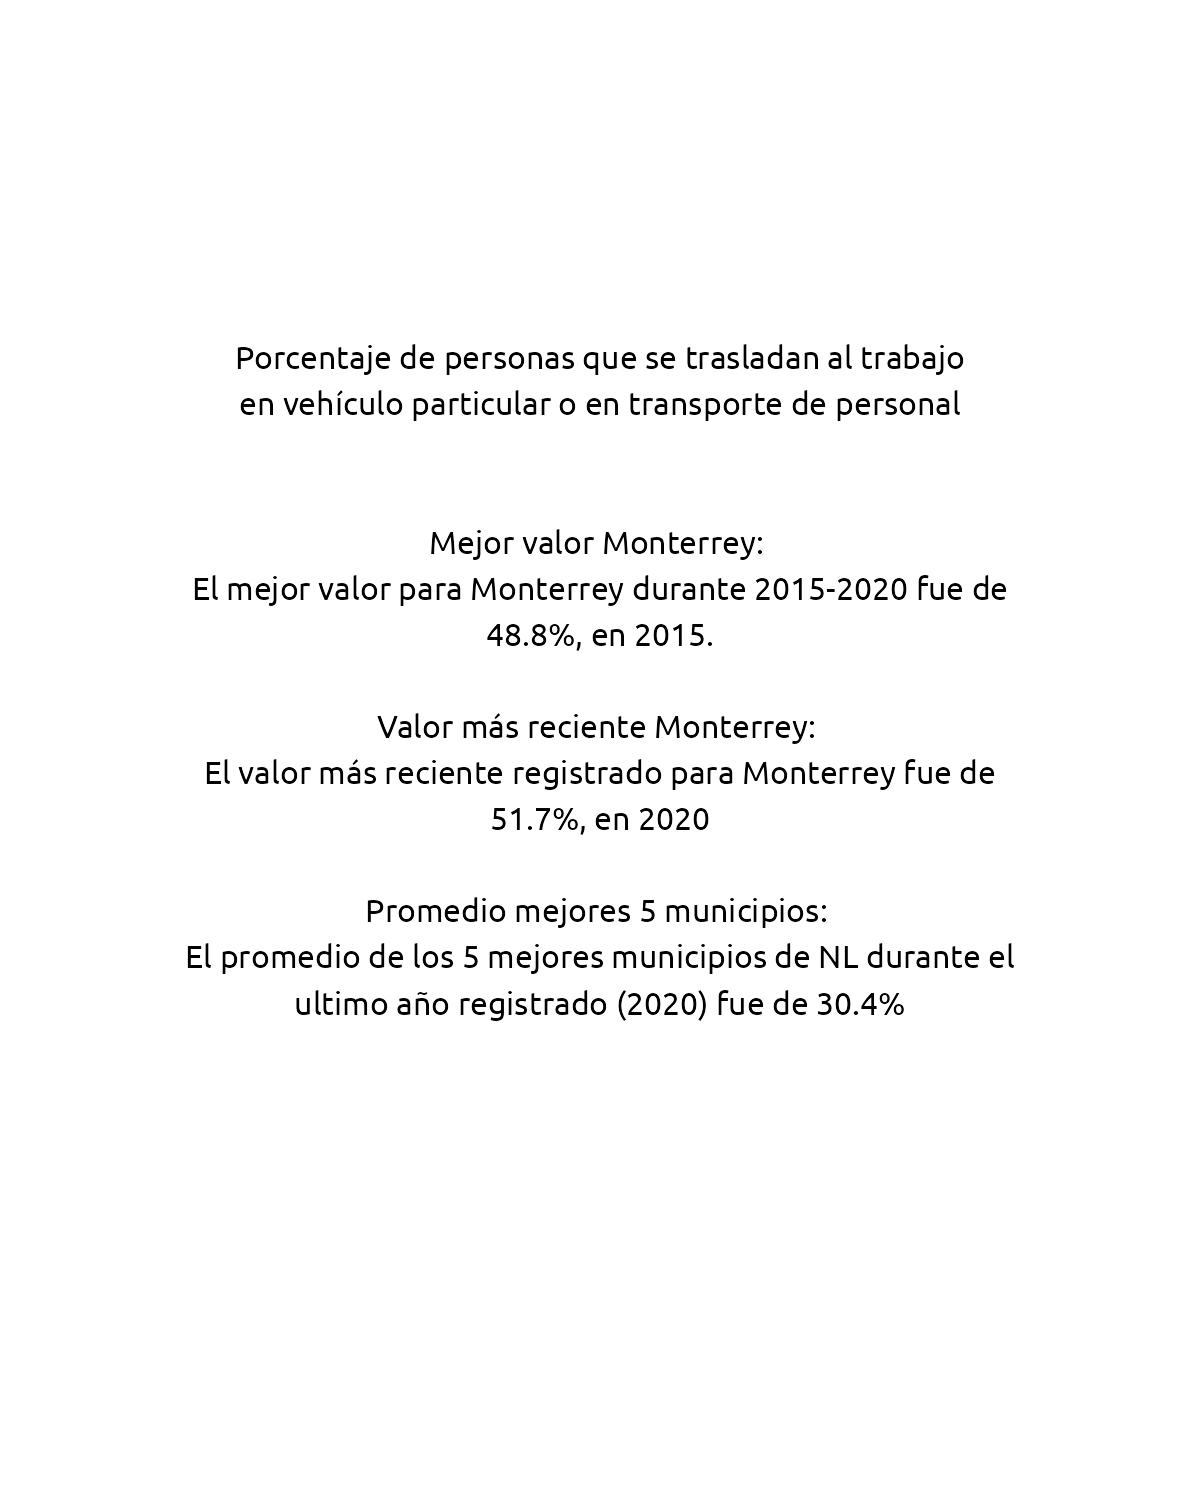 Porcentaje de personas que se trasladan al trabajo
en vehículo particular o en transporte de personal
Mejor valor Monterrey:
El mejor valor para Monterrey durante 2015-2020 fue de
48.8%, en 2015.
Valor más reciente Monterrey:
El valor más reciente registrado para Monterrey fue de
51.7%, en 2020
Promedio mejores 5 municipios:
El promedio de los 5 mejores municipios de NL durante el
ultimo año registrado (2020) fue de 30.4%